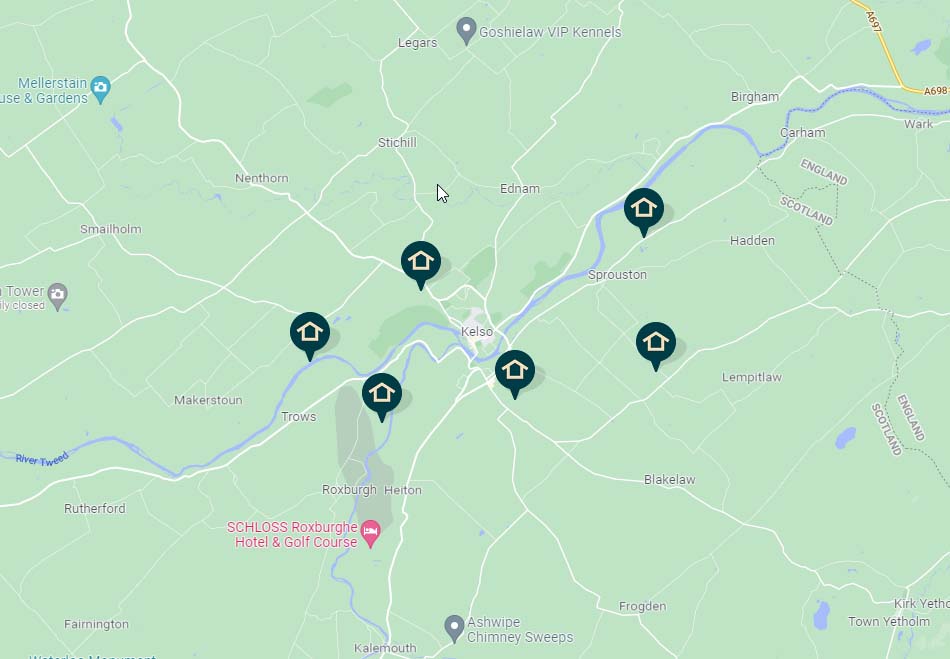 A697
Goshielaw VIP Kennels
Legars
Mellerstain
use & Gardens
A698
Birgham
Wark
Carham
Stichill
ENGLAND
SCOTLAND
Nenthorn
Ednam
Smailholm
Hadden
Sprouston
n Tower
ily closed
Kelso
Lempitlaw
Makerstoun
Trows
ENGLAND
SCOTLAND
River Tweed
Blakelaw
Roxburgh
Heiton
Rutherford
SCHLOSS Roxburghe
Hotel & Golf Course
Frogden
Kirk Yetho
Town Yetholm
Fairnington
Ashwipe
Chimney Sweeps
Kalemouth
Waterloo Monument